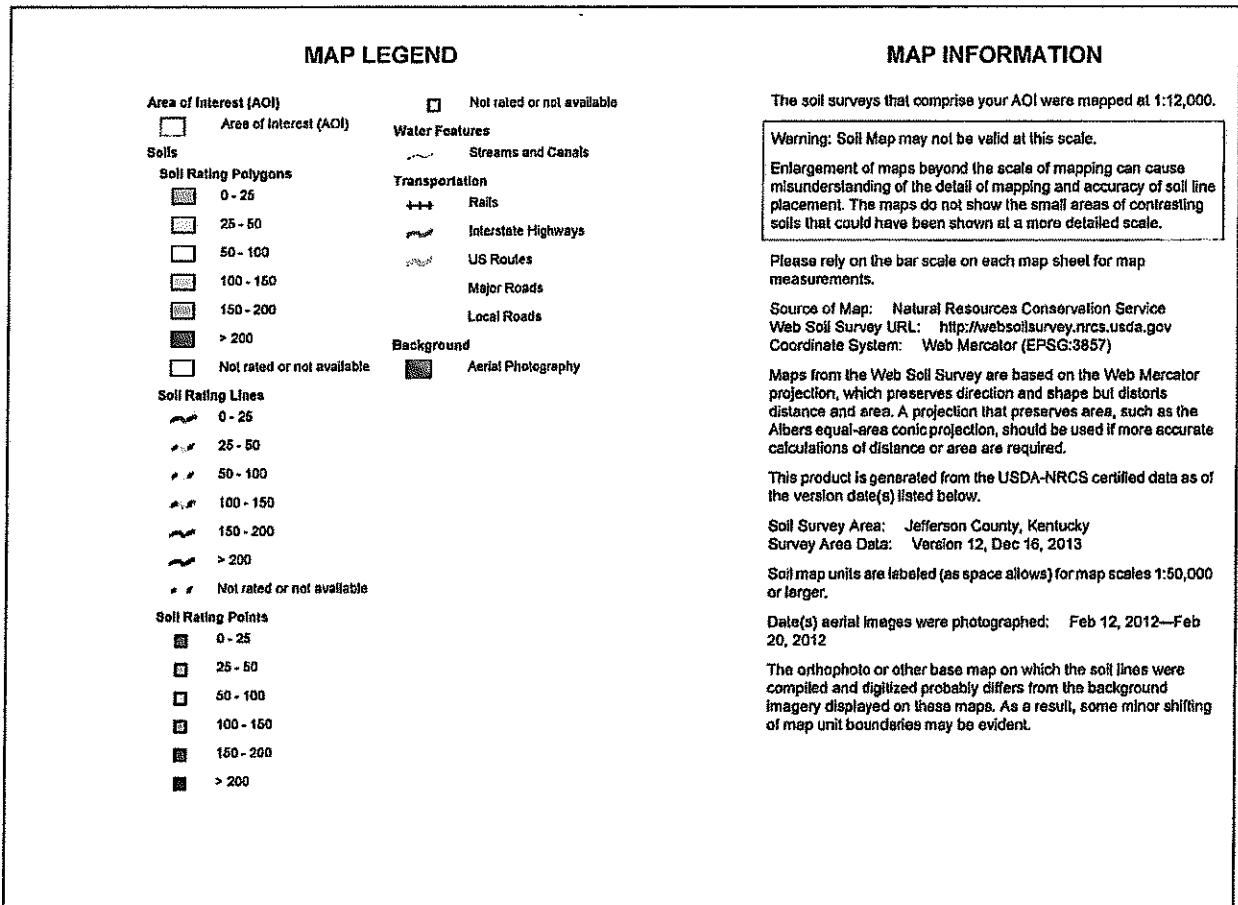 MAP LEGEND
Area of Interest (AOI)
Area of Interest (AOI)
Soils
Soil Rating Polygons
0 - 25
25 - 50
50 - 100
100 - 150
150 - 200
> 200
Not rated or not available
Soil Rating Lines
0 - 25
25 - 50
50 - 100
100 - 150
150 - 200
> 200
Not rated or not available
Soil Rating Points
0 - 25
25 - 50
50 - 100
100 - 150
150 - 200
> 200
Not rated or not available
Water Features
Streams and Canals
Transportation
Rails
Interstate Highways
US Routes
Major Roads
Local Roads
Background
Aerial Photography
MAP INFORMATION
The soil surveys that comprise your AOI were mapped at 1:12,000.
Warning: Soil Map may not be valid at this scale.
Enlargement of maps beyond the scale of mapping can cause
misunderstanding of the detail of mapping and accuracy of soil line
placement. The maps do not show the small areas of contrasting
soils that could have been shown at a more detailed scale.
Please rely on the bar scale on each map sheet for map
measurements.
Source of Map: Natural Resources Conservation Service
Web Soil Survey URL: http://websoilsurvey.nrcs.usda.gov
Coordinate System: Web Mercator (EPSG:3857)
Maps from the Web Soil Survey are based on the Web Mercator
projection, which preserves direction and shape but distorts
distance and area. A projection that preserves area, such as the
Albers equal-area conic projection, should be used if more accurate
calculations of distance or area are required.
This product is generated from the USDA-NRCS certified data as of
the version date(s) listed below.
Soil Survey Area: Jefferson County, Kentucky
Survey Area Data: Version 12, Dec 16, 2013
Soil map units are labeled (as space allows) for map scales 1:50,000
or larger.
Date(s) aerial images were photographed: Feb 12, 2012—Feb
20, 2012
The orthophoto or other base map on which the soil lines were
compiled and digitized probably differs from the background
imagery displayed on these maps. As a result, some minor shifting
of map unit boundaries may be evident.